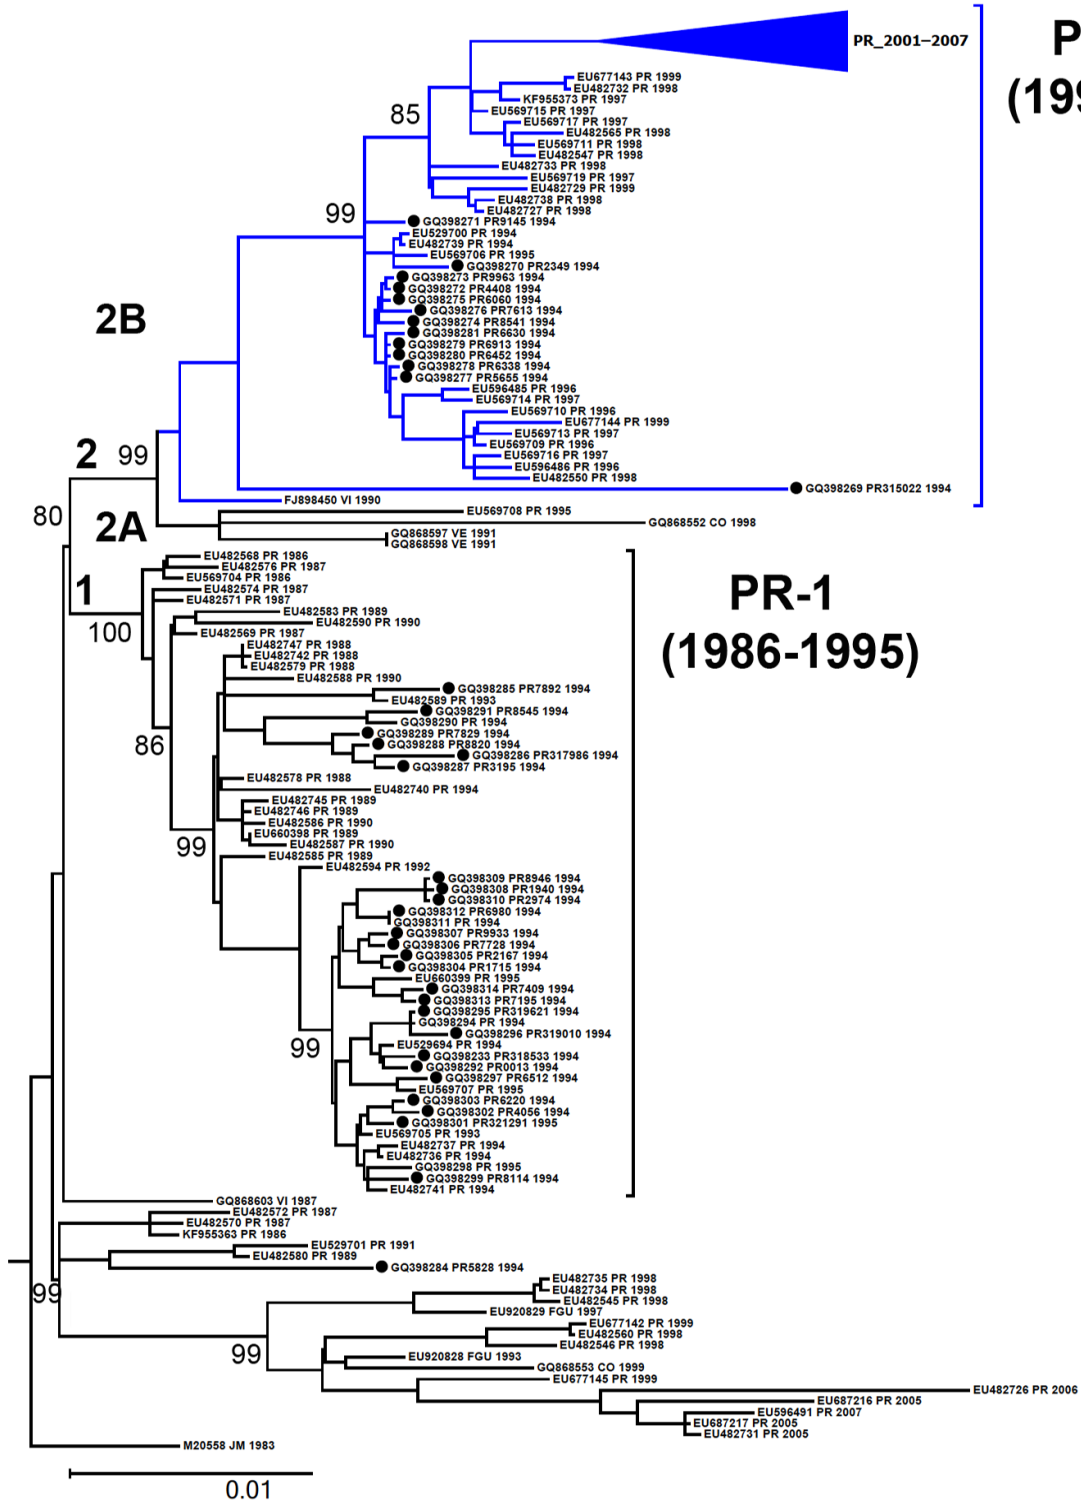 P
(199
PR_2001–2007
EU677143 PR 1999
EU482732 PR 1998
KF955373 PR 1997
EU569715 PR 1997
EU569717 PR 1997
85
EU482565 PR 1998
EU569711 PR 1998
EU482547 PR 1998
EU482733 PR 1998
EU569719 PR 1997
EU482729 PR 1999
EU482738 PR 1998
EU482727 PR 1998
99
GQ398271 PR9145 1994
EU529700 PR 1994
EU482739 PR 1994
EU569706 PR 1995
GQ398270 PR2349 1994
GQ398273 PR9963 1994
GQ398272 PR4408 1994
GQ398275 PR6060 1994
GQ398276 PR7613 1994
2B
GQ398274 PR8541 1994
GQ398281 PR6630 1994
GQ398279 PR6913 1994
GQ398280 PR6452 1994
GQ398278 PR6338 1994
GQ398277 PR5655 1994
EU596485 PR 1996
EU569714 PR 1997
EU569710 PR 1996
EU677144 PR 1999
EU569713 PR 1997
EU569709 PR 1996
2
99
EU569716 PR 1997
EU596486 PR 1996
EU482550 PR 1998
GQ398269 PR315022 1994
FJ898450 VI 1990
80
EU569708 PR 1995
2A
GQ868552 CO 1998
GQ868597 VE 1991
GQ868598 VE 1991
EU482568 PR 1986
EU482576 PR 1987
EU569704 PR 1986
1
EU482574 PR 1987
PR-1
EU482571 PR 1987
EU482583 PR 1989
EU482590 PR 1990
100
EU482569 PR 1987
EU482747 PR 1988
(1986-1995)
EU482742 PR 1988
EU482579 PR 1988
EU482588 PR 1990
GQ398285 PR7892 1994
EU482589 PR 1993
GQ398291 PR8545 1994
GQ398290 PR 1994
GQ398289 PR7829 1994
86
GQ398288 PR8820 1994
GQ398286 PR317986 1994
GQ398287 PR3195 1994
EU482578 PR 1988
EU482740 PR 1994
EU482745 PR 1989
EU482746 PR 1989
EU482586 PR 1990
EU660398 PR 1989
EU482587 PR 1990
99
EU482585 PR 1989
EU482594 PR 1992
GQ398309 PR8946 1994
GQ398308 PR1940 1994
GQ398310 PR2974 1994
GQ398312 PR6980 1994
GQ398311 PR 1994
GQ398307 PR9933 1994
GQ398306 PR7728 1994
GQ398305 PR2167 1994
GQ398304 PR1715 1994
EU660399 PR 1995
GQ398314 PR7409 1994
GQ398313 PR7195 1994
GQ398295 PR319621 1994
GQ398294 PR 1994
GQ398296 PR319010 1994
EU529694 PR 1994
99
GQ398233 PR318533 1994
GQ398292 PR0013 1994
GQ398297 PR6512 1994
EU569707 PR 1995
GQ398303 PR6220 1994
GQ398302 PR4056 1994
GQ398301 PR321291 1995
EU569705 PR 1993
EU482737 PR 1994
EU482736 PR 1994
GQ398298 PR 1995
GQ398299 PR8114 1994
EU482741 PR 1994
GQ868603 VI 1987
EU482572 PR 1987
EU482570 PR 1987
KF955363 PR 1986
EU529701 PR 1991
EU482580 PR 1989
GQ398284 PR5828 1994
EU482735 PR 1998
99
EU482734 PR 1998
EU482545 PR 1998
EU920829 FGU 1997
EU677142 PR 1999
EU482560 PR 1998
EU482546 PR 1998
99
EU920828 FGU 1993
GQ868553 CO 1999
EU677145 PR 1999
EU482726 PR 2006
EU687216 PR 2005
EU596491 PR 2007
EU687217 PR 2005
EU482731 PR 2005
M20558 JM 1983
0.01